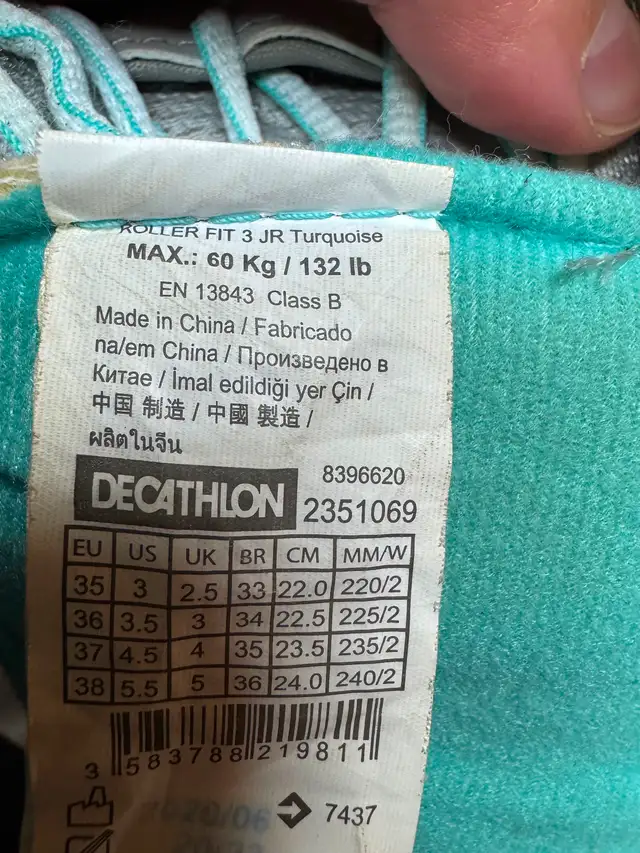 ROLLER FIT 3 JR Turquoise
MAX.: 60 Kg / 132 lb
EN 13843 Class B
Made in China / Fabricado
na/em China / Произведено в
Китае / İmal edildiği yer Çin /
中国 制造 / 中國 製造 /
ผลิตในจีน
DECATHLON
8396620
2351069
EU US UK BR CM MM/W
35 3 2.5 33 22.0 220/2
36 3.5 3 34 22.5 225/2
37 4.5 4 35 23.5 235/2
38 5.5 5 36 24.0 240/2
3 583788 219811
2020/06 7437